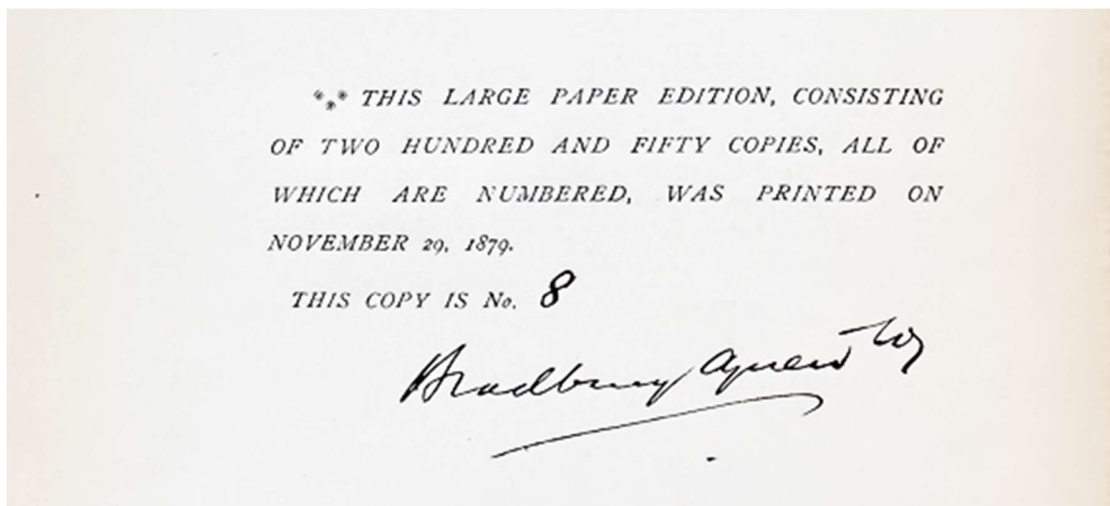 ⁂ THIS LARGE PAPER EDITION, CONSISTING
OF TWO HUNDRED AND FIFTY COPIES, ALL OF
WHICH ARE NUMBERED, WAS PRINTED ON
NOVEMBER 29, 1879.
THIS COPY IS No. 8
Bradbury Agnew & Co